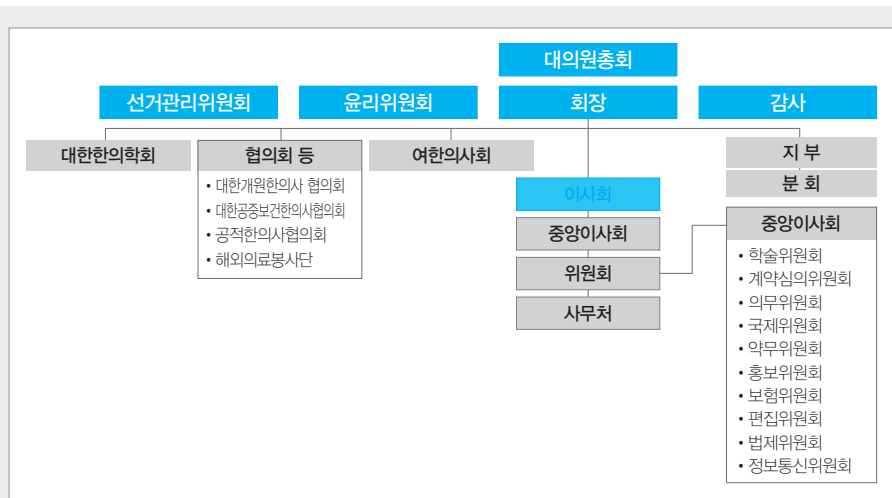 대의원총회
선거관리위원회
윤리위원회
회장
감사
대한한의학회
협의회 등
• 대한개원한의사 협의회
• 대한공중보건한의사협의회
• 공적한의사협의회
• 해외의료봉사단
여한의사회
이사회
중앙이사회
위원회
사무처
지 부
분 회
중앙이사회
• 학술위원회
• 계약심의위원회
• 의무위원회
• 국제위원회
• 약무위원회
• 홍보위원회
• 보험위원회
• 편집위원회
• 법제위원회
• 정보통신위원회